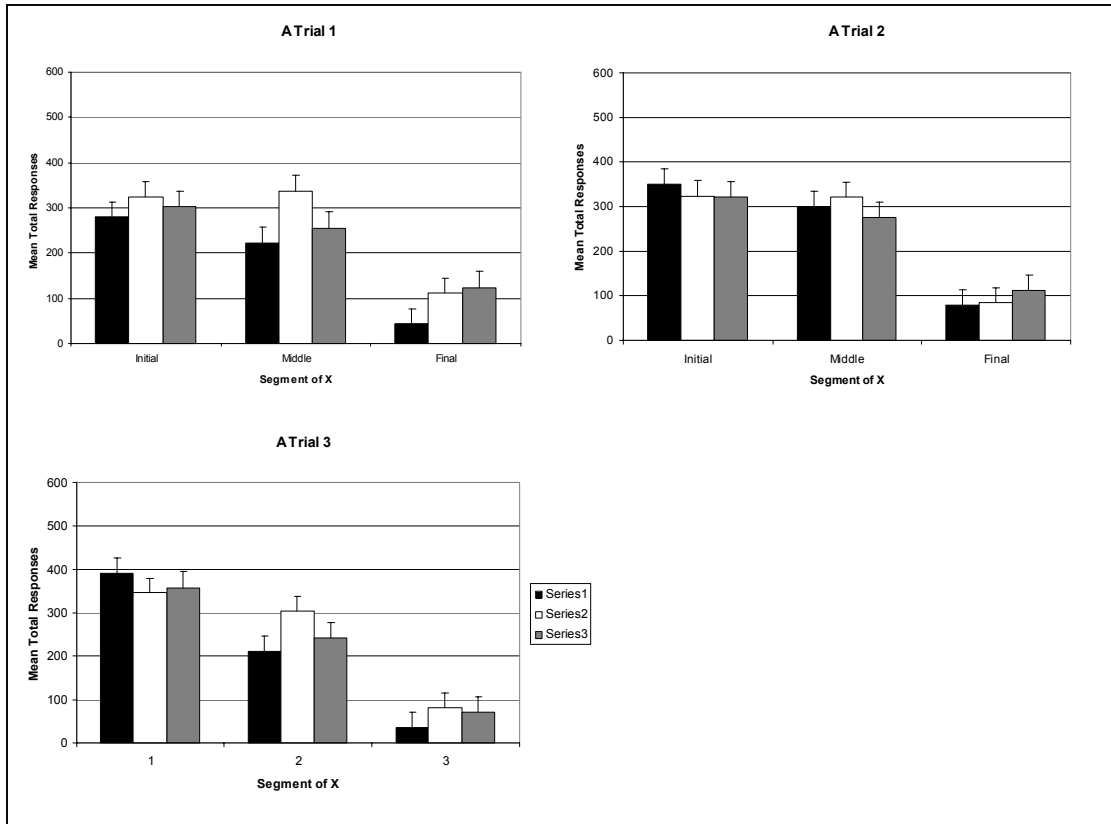 A Trial 1
Mean Total Responses
600
500
400
300
200
100
0
Initial Middle Final
Segment of X
A Trial 2
Mean Total Responses
600
500
400
300
200
100
0
Initial Middle Final
Segment of X
A Trial 3
Mean Total Responses
600
500
400
300
200
100
0
1 2 3
Segment of X
Series1
Series2
Series3